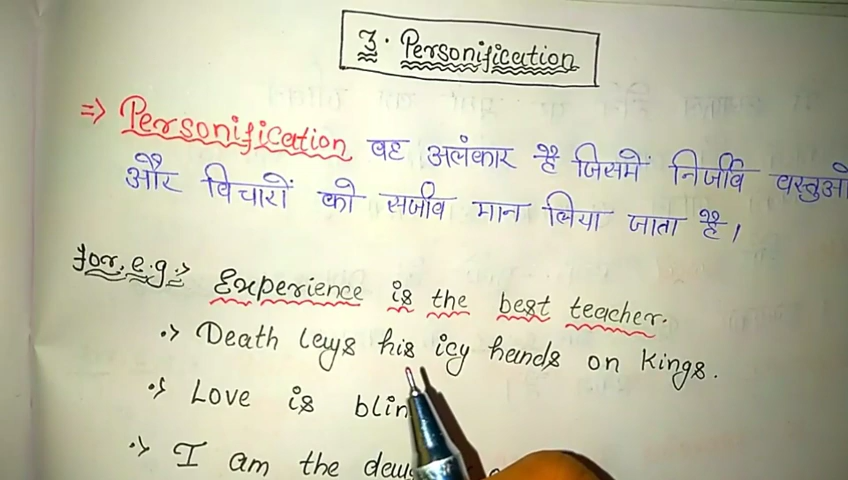 3. Personification
⇒ Personification वह अलंकार है जिसमें निर्जीव वस्तुओ
और विचारों को सजीव मान लिया जाता है।
for, e.g:> Experience is the best teacher.
.> Death lays his icy hands on Kings.
.> Love is blin
.> I am the